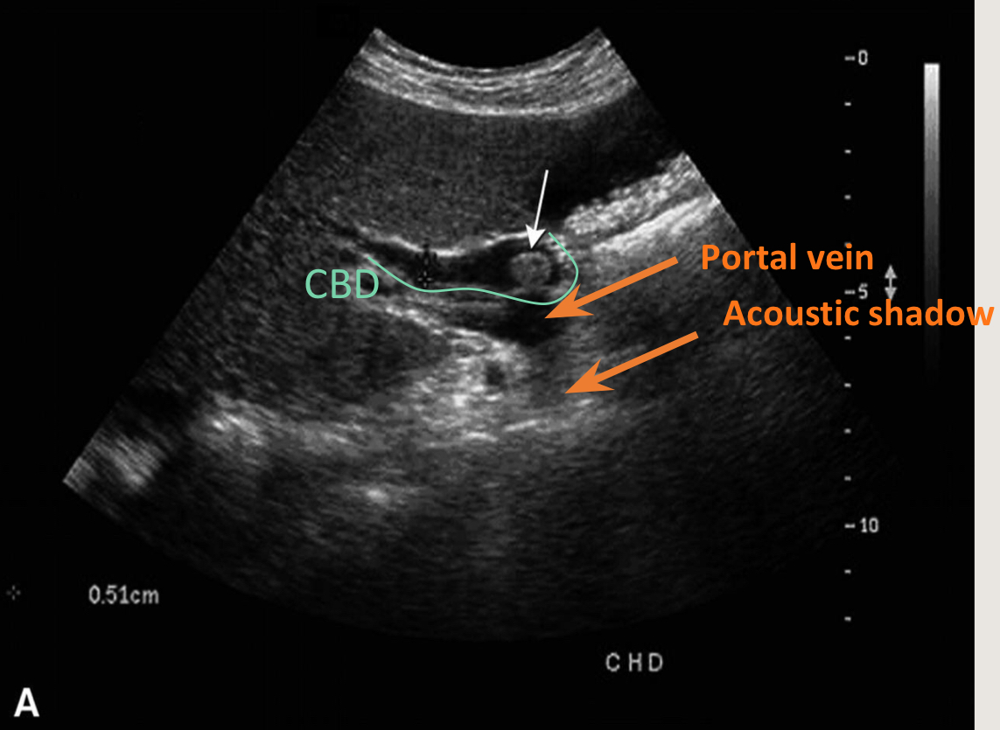 0
Portal vein
CBD
5
Acoustic shadow
10
0.51cm
CHD
A